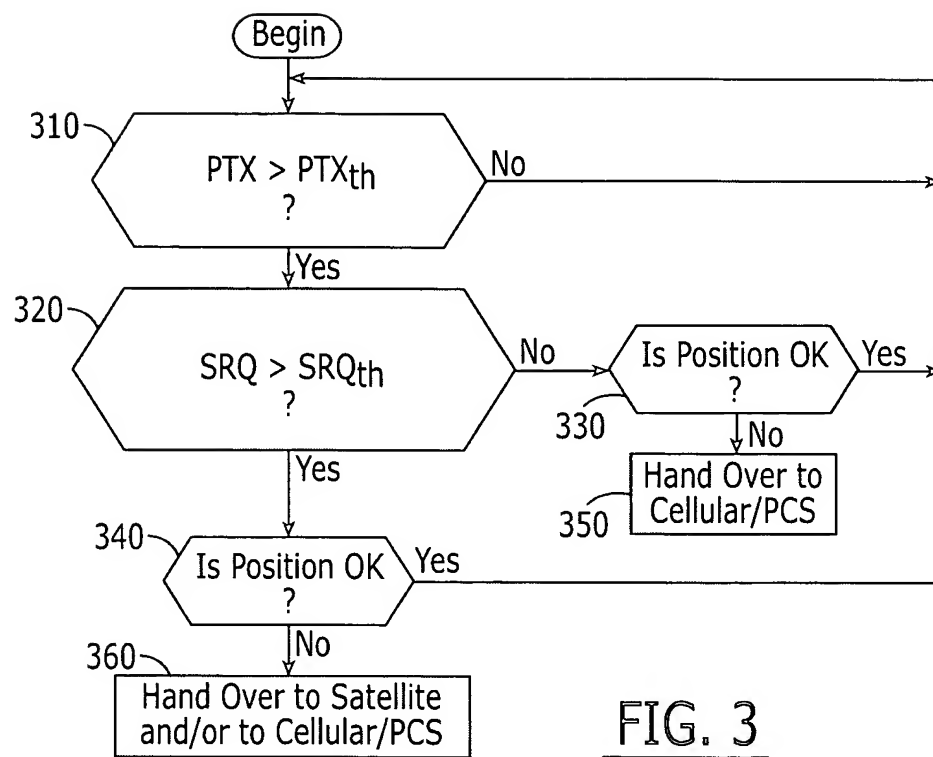 Begin
310
PTX > PTXth
?
No
Yes
320
SRQ > SRQth
?
No
Is Position OK
?
Yes
330
No
Yes
Hand Over to
Cellular/PCS
350
340
Is Position OK
?
Yes
No
360
Hand Over to Satellite
and/or to Cellular/PCS
FIG. 3